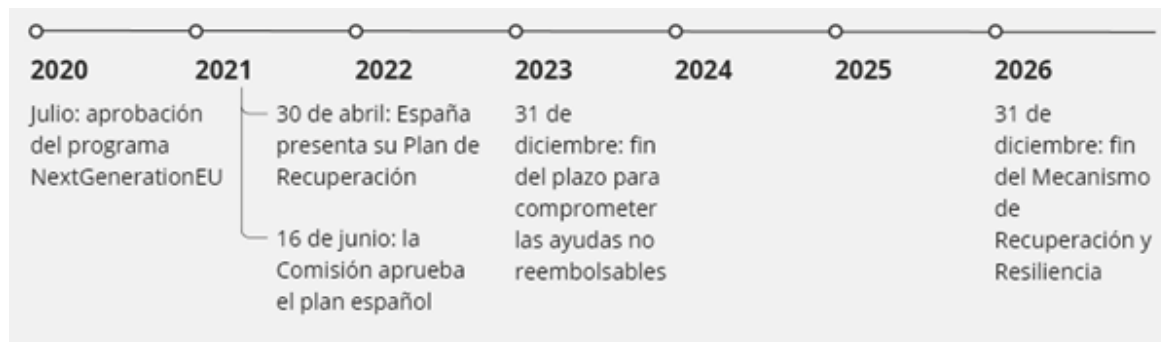 2020
2021
2022
2023
2024
2025
2026
Julio: aprobación
del programa
NextGenerationEU
30 de abril: España
presenta su Plan de
Recuperación
16 de junio: la
Comisión aprueba
el plan español
31 de
diciembre: fin
del plazo para
comprometer
las ayudas no
reembolsables
31 de
diciembre: fin
del Mecanismo
de
Recuperación y
Resiliencia